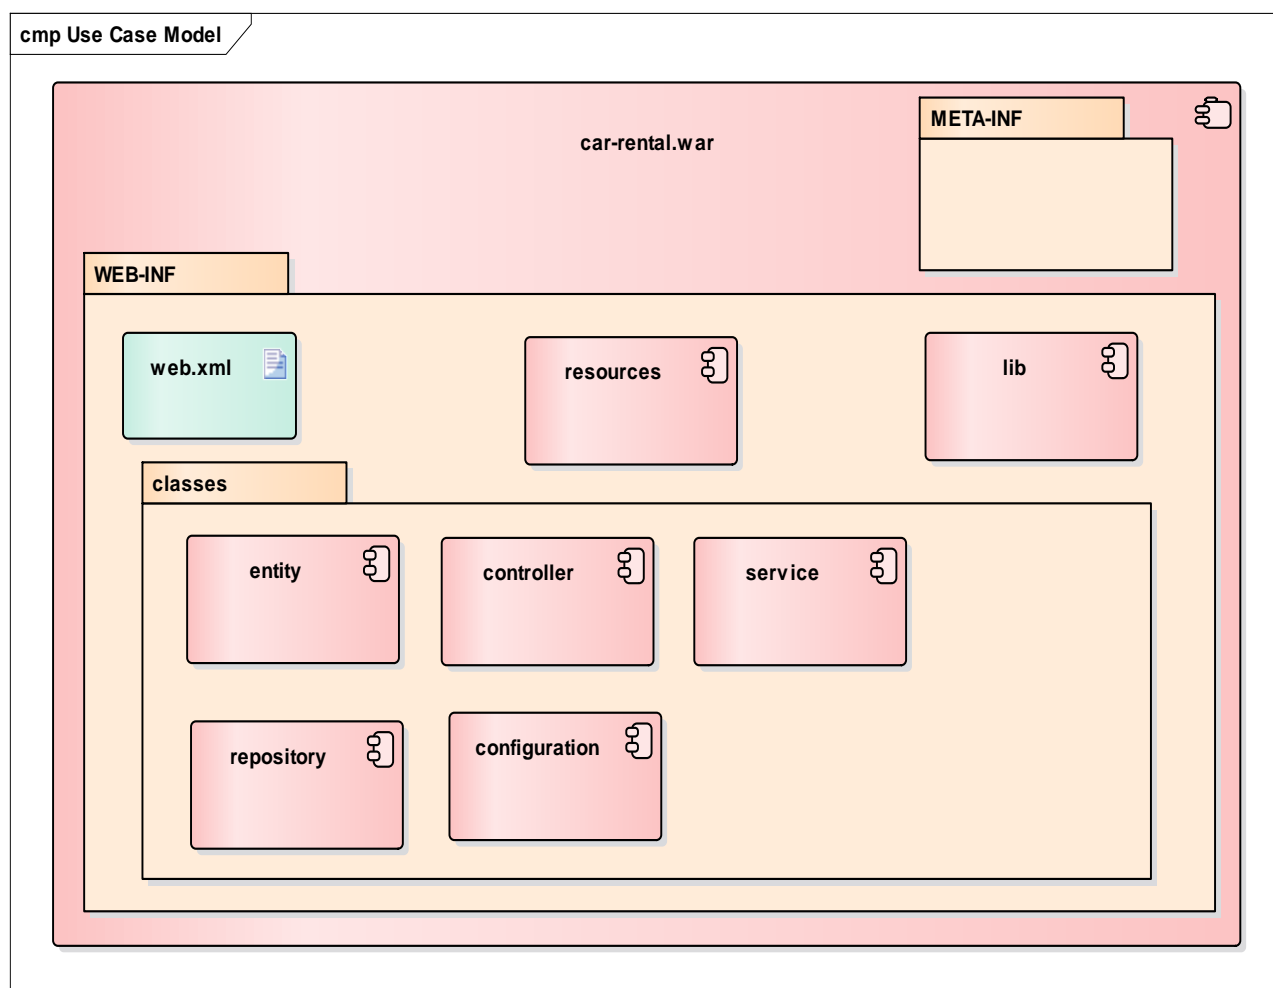 cmp Use Case Model
META-INF
car-rental.war
WEB-INF
web.xml
resources
lib
classes
entity
controller
service
repository
configuration